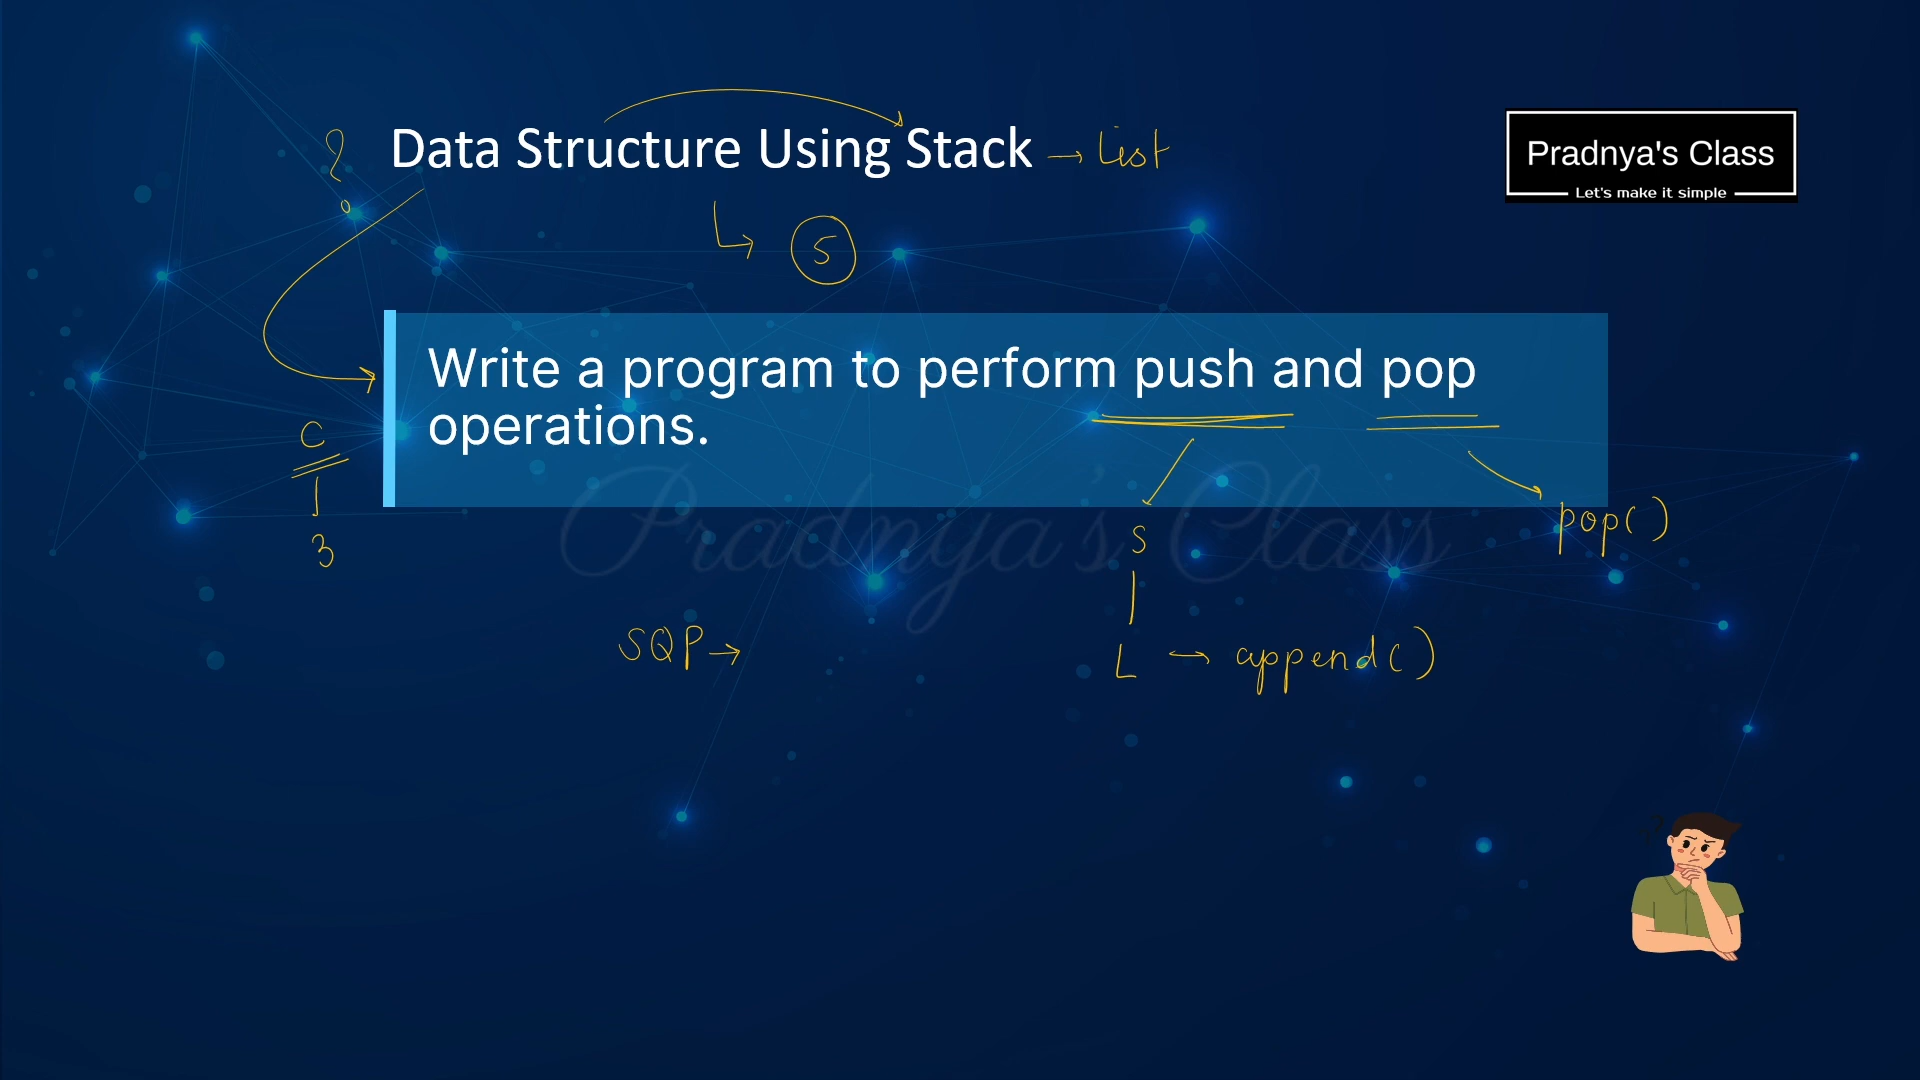 Data Structure Using Stack → List
Pradnya's Class
Let's make it simple
5
Write a program to perform push and pop
operations.
C
3
Pradnya's Class
S
pop()
SQP →
L → append()